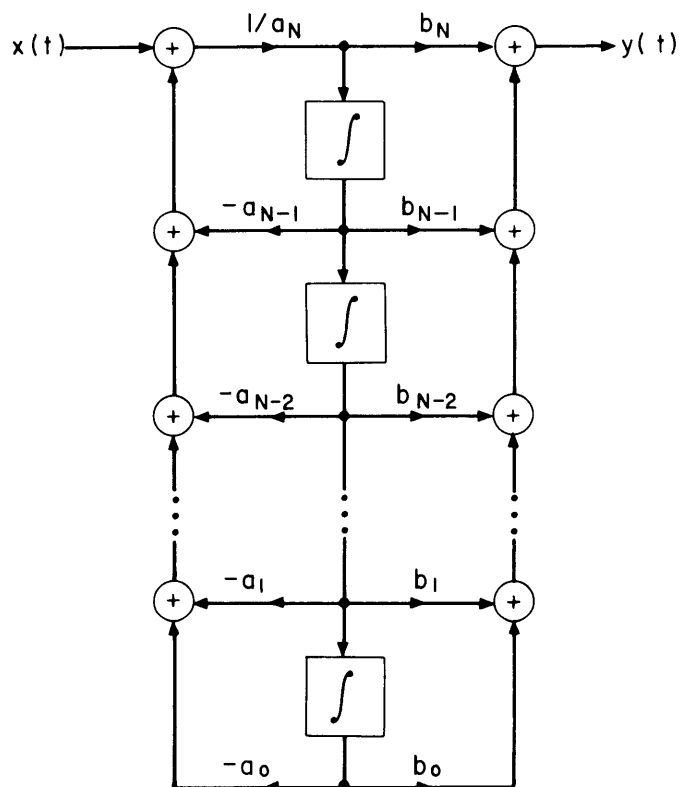 x(t) + 1/a_N b_N + y(t)
∫
+ -a_{N-1} b_{N-1} +
∫
+ -a_{N-2} b_{N-2} +
+ -a_1 b_1 +
∫
-a_0 b_0